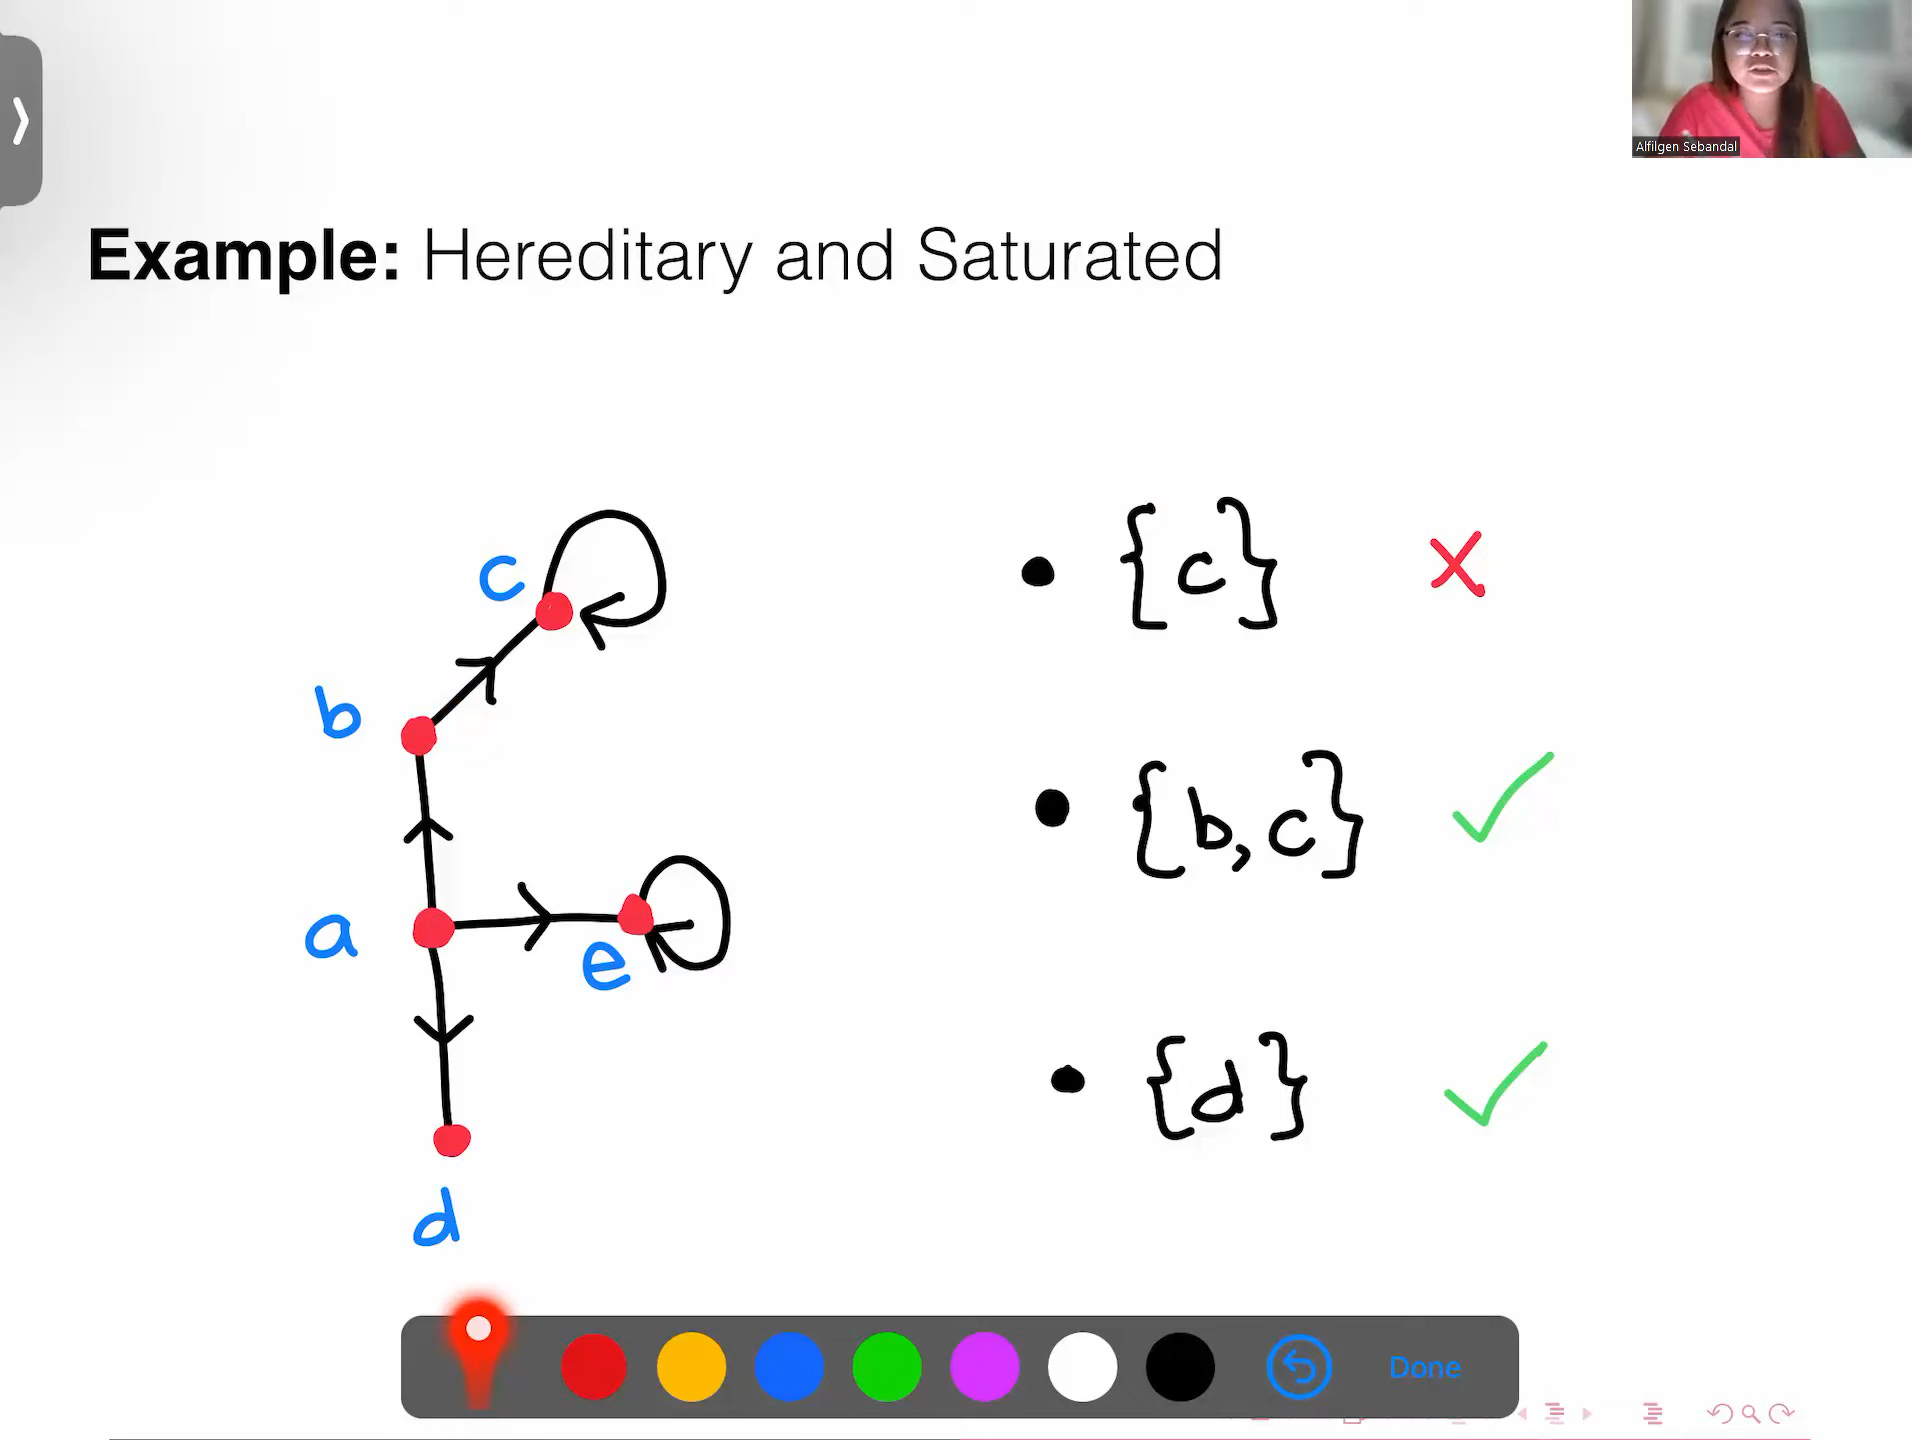 Alfilgen Sebandal
Example: Hereditary and Saturated
c
b
a
e
d
• {c} X
• {b,c} ✓
• {d} ✓
Done